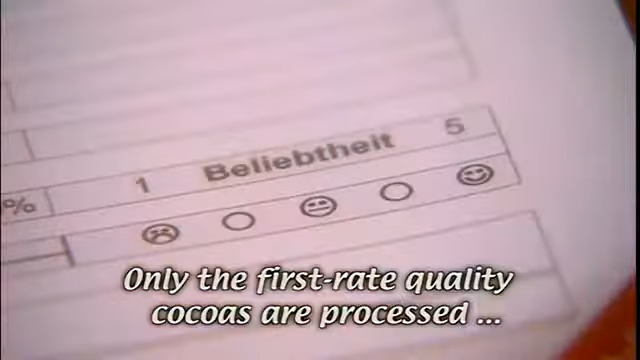 1 Beliebtheit 5
%
Only the first-rate quality
cocoas are processed ...